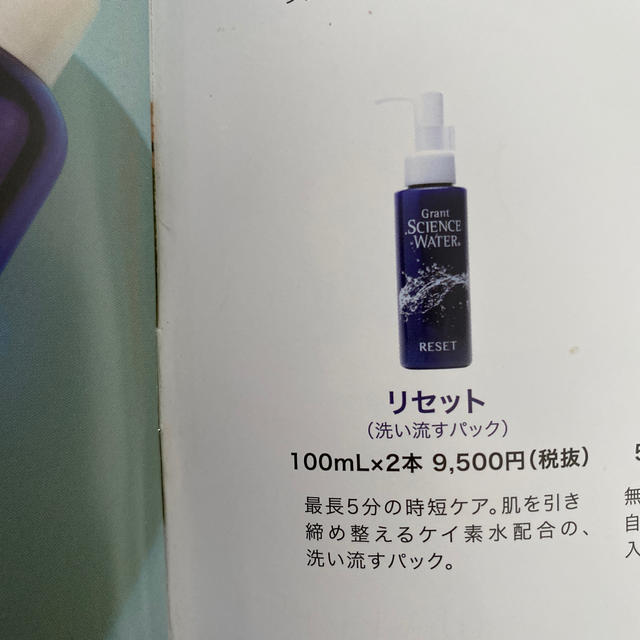 Grant
SCIENCE
WATER
RESET
リセット
（洗い流すパック）
100mL×2本 9,500円（税抜）
最長5分の時短ケア。肌を引き
締め整えるケイ素水配合の、
洗い流すパック。
5
無
自
入